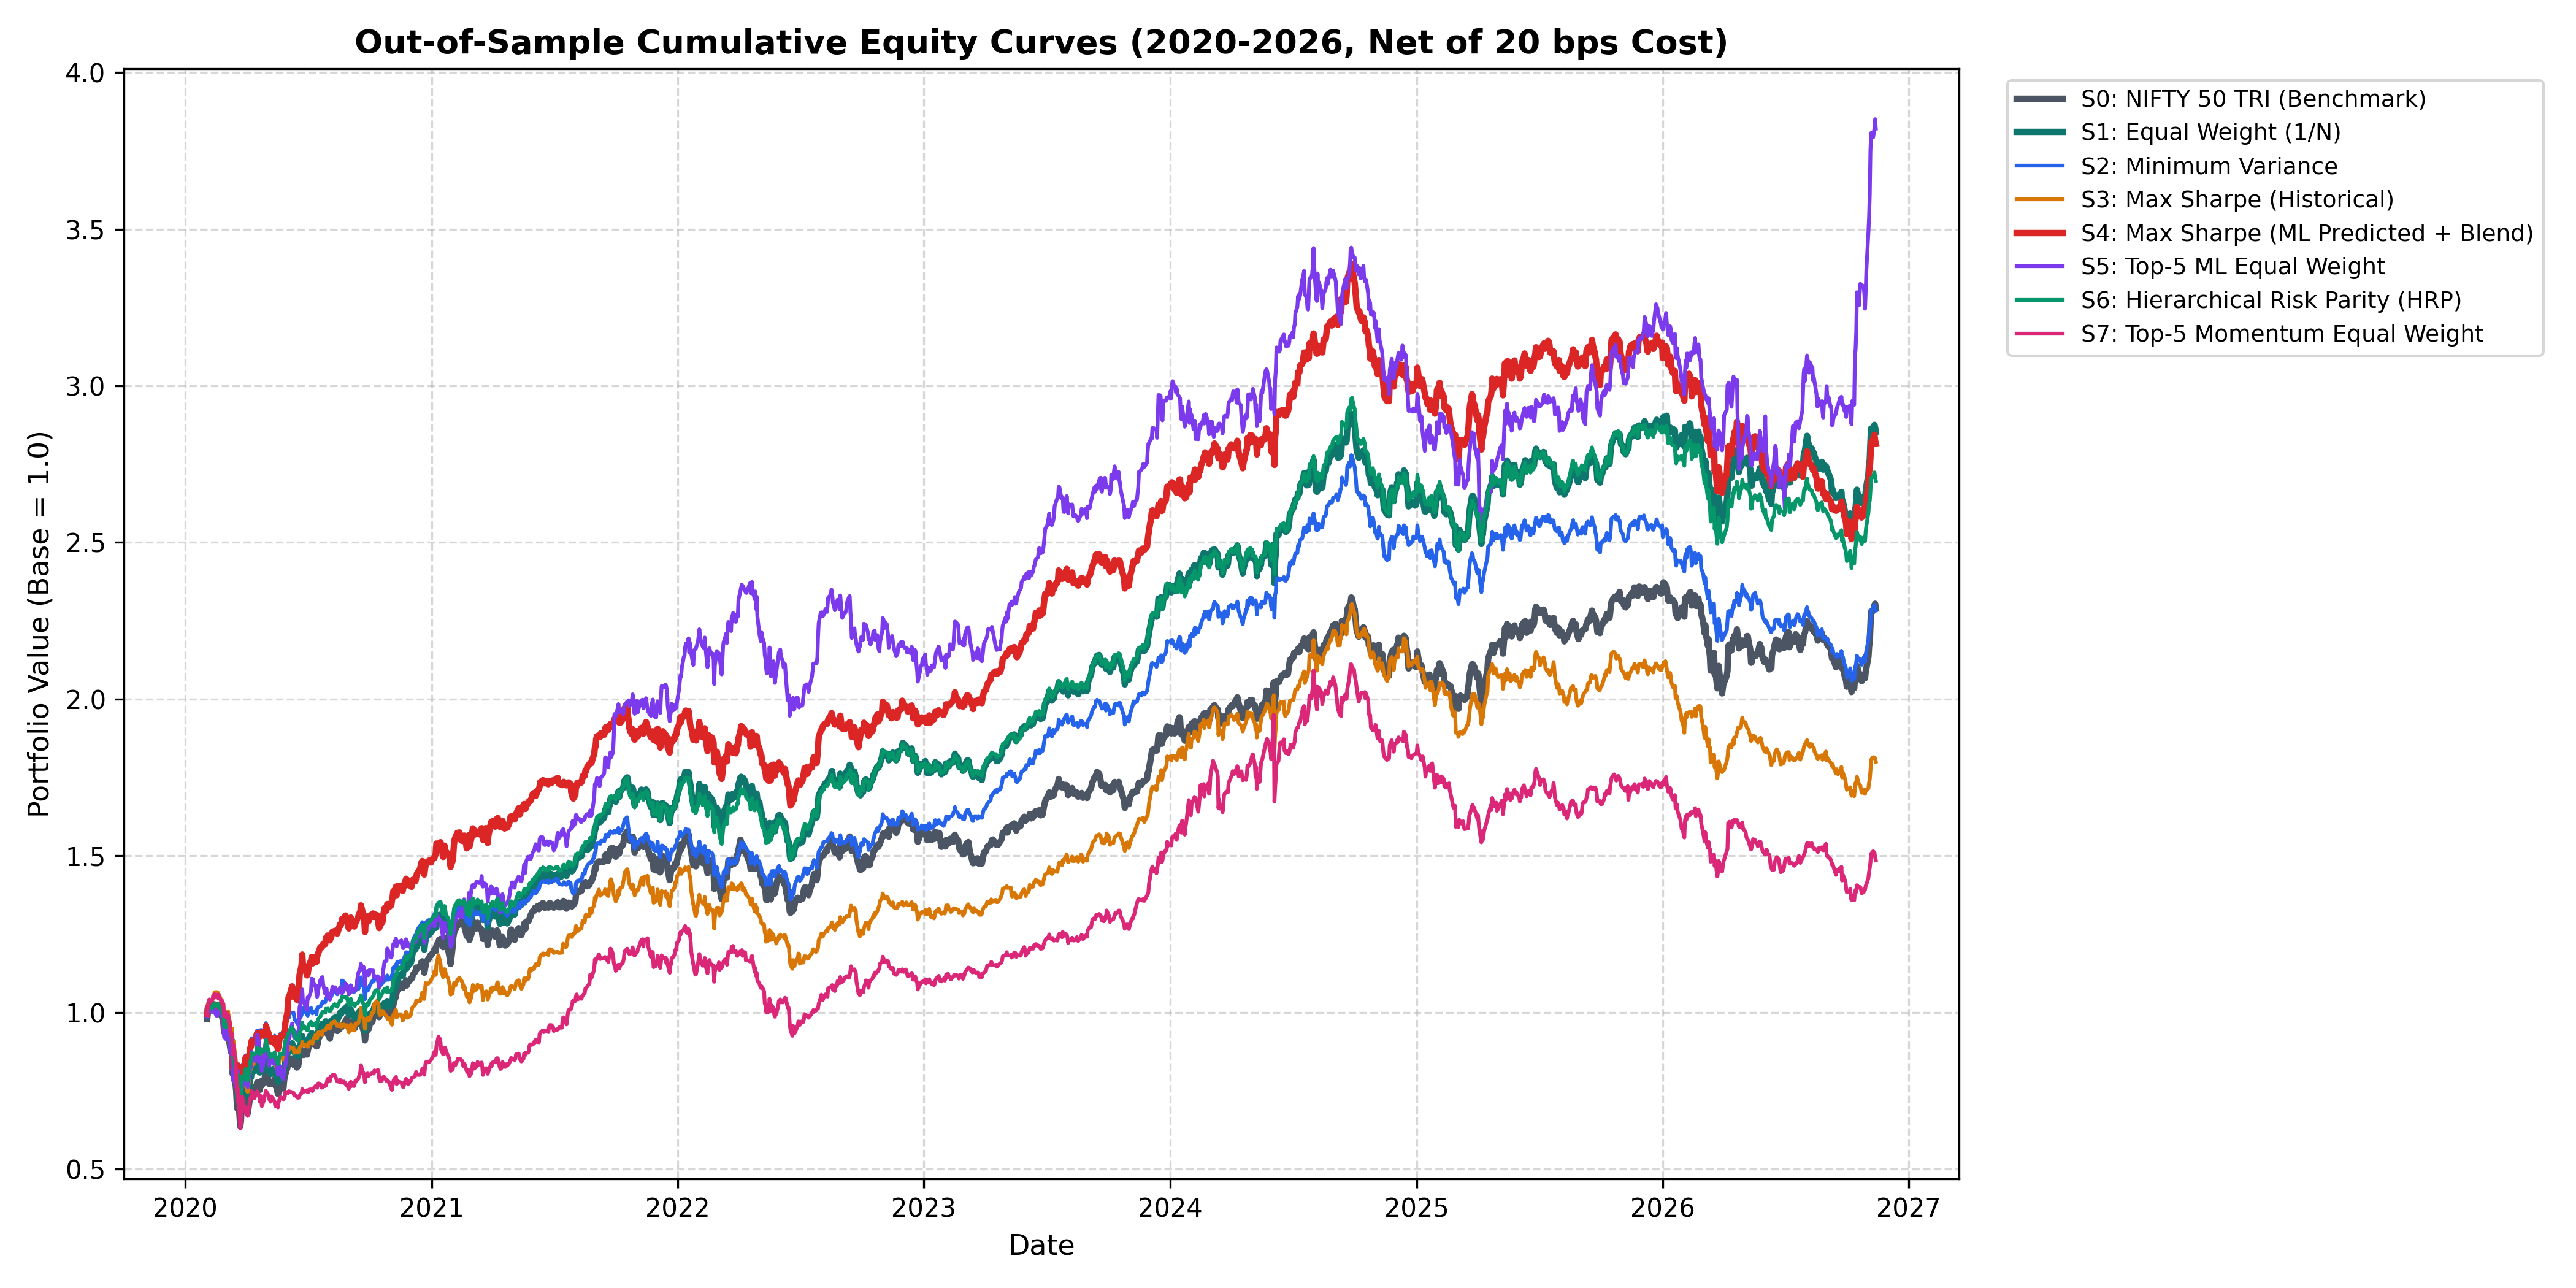 Out-of-Sample Cumulative Equity Curves (2020-2026, Net of 20 bps Cost)
4.0
3.5
3.0
2.5
2.0
1.5
1.0
0.5
Portfolio Value (Base = 1.0)
2020 2021 2022 2023 2024 2025 2026 2027
Date
S0: NIFTY 50 TRI (Benchmark)
S1: Equal Weight (1/N)
S2: Minimum Variance
S3: Max Sharpe (Historical)
S4: Max Sharpe (ML Predicted + Blend)
S5: Top-5 ML Equal Weight
S6: Hierarchical Risk Parity (HRP)
S7: Top-5 Momentum Equal Weight